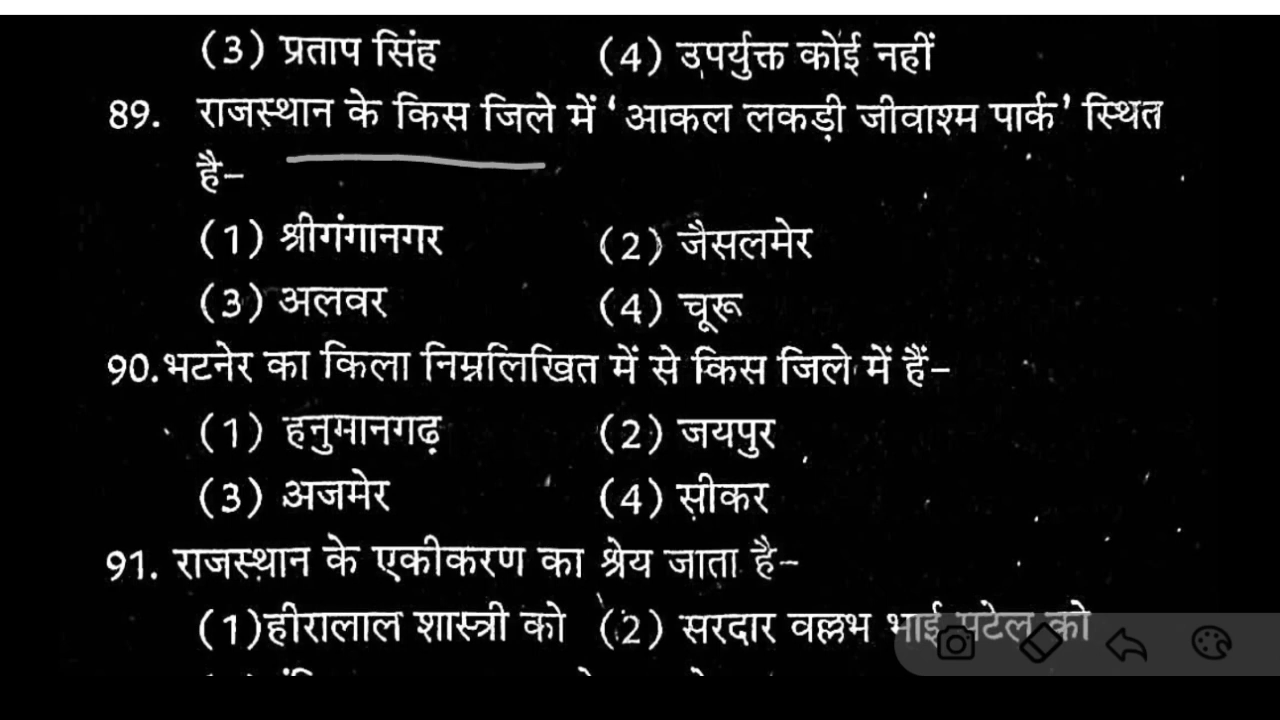 (3) प्रताप सिंह (4) उपर्युक्त कोई नहीं
89. राजस्थान के किस जिले में ‘आकल लकड़ी जीवाश्म पार्क’ स्थित
है–
(1) श्रीगंगानगर (2) जैसलमेर
(3) अलवर (4) चूरू
90. भटनेर का किला निम्नलिखित में से किस जिले में हैं–
(1) हनुमानगढ़ (2) जयपुर
(3) अजमेर (4) सीकर
91. राजस्थान के एकीकरण का श्रेय जाता है–
(1) हीरालाल शास्त्री को (2) सरदार वल्लभ भाई पटेल को